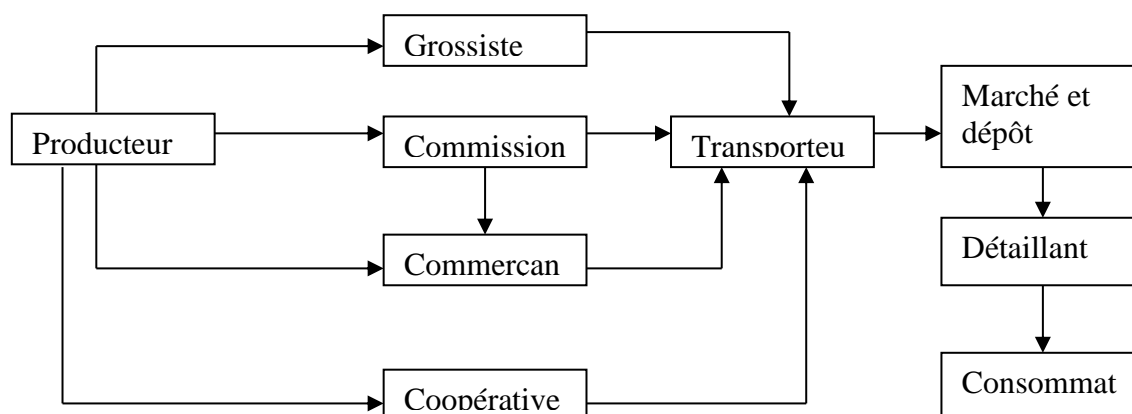 Grossiste
Marché et
dépôt
Producteur
Commission
Transporteu
Détaillant
Commercan
Consommat
Coopérative